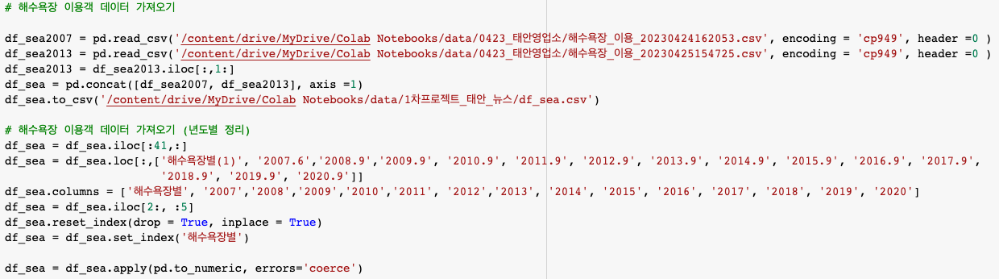 # 해수욕장 이용객 데이터 가져오기
df_sea2007 = pd.read_csv('/content/drive/MyDrive/Colab Notebooks/data/0423_태안영업소/해수욕장_이용_20230424162053.csv', encoding = 'cp949', header =0 )
df_sea2013 = pd.read_csv('/content/drive/MyDrive/Colab Notebooks/data/0423_태안영업소/해수욕장_이용_20230425154725.csv', encoding = 'cp949', header =0 )
df_sea2013 = df_sea2013.iloc[:,1:]
df_sea = pd.concat([df_sea2007, df_sea2013], axis =1)
df_sea.to_csv('/content/drive/MyDrive/Colab Notebooks/data/1차프로젝트_태안_뉴스/df_sea.csv')
# 해수욕장 이용객 데이터 가져오기 (년도별 정리)
df_sea = df_sea.iloc[:41,:]
df_sea = df_sea.loc[:,['해수욕장별(1)', '2007.6','2008.9','2009.9', '2010.9', '2011.9', '2012.9', '2013.9', '2014.9', '2015.9', '2016.9', '2017.9',
'2018.9', '2019.9', '2020.9']]
df_sea.columns = ['해수욕장별', '2007','2008','2009','2010','2011', '2012','2013', '2014', '2015', '2016', '2017', '2018', '2019', '2020']
df_sea = df_sea.iloc[2:, :5]
df_sea.reset_index(drop = True, inplace = True)
df_sea = df_sea.set_index('해수욕장별')
df_sea = df_sea.apply(pd.to_numeric, errors='coerce')